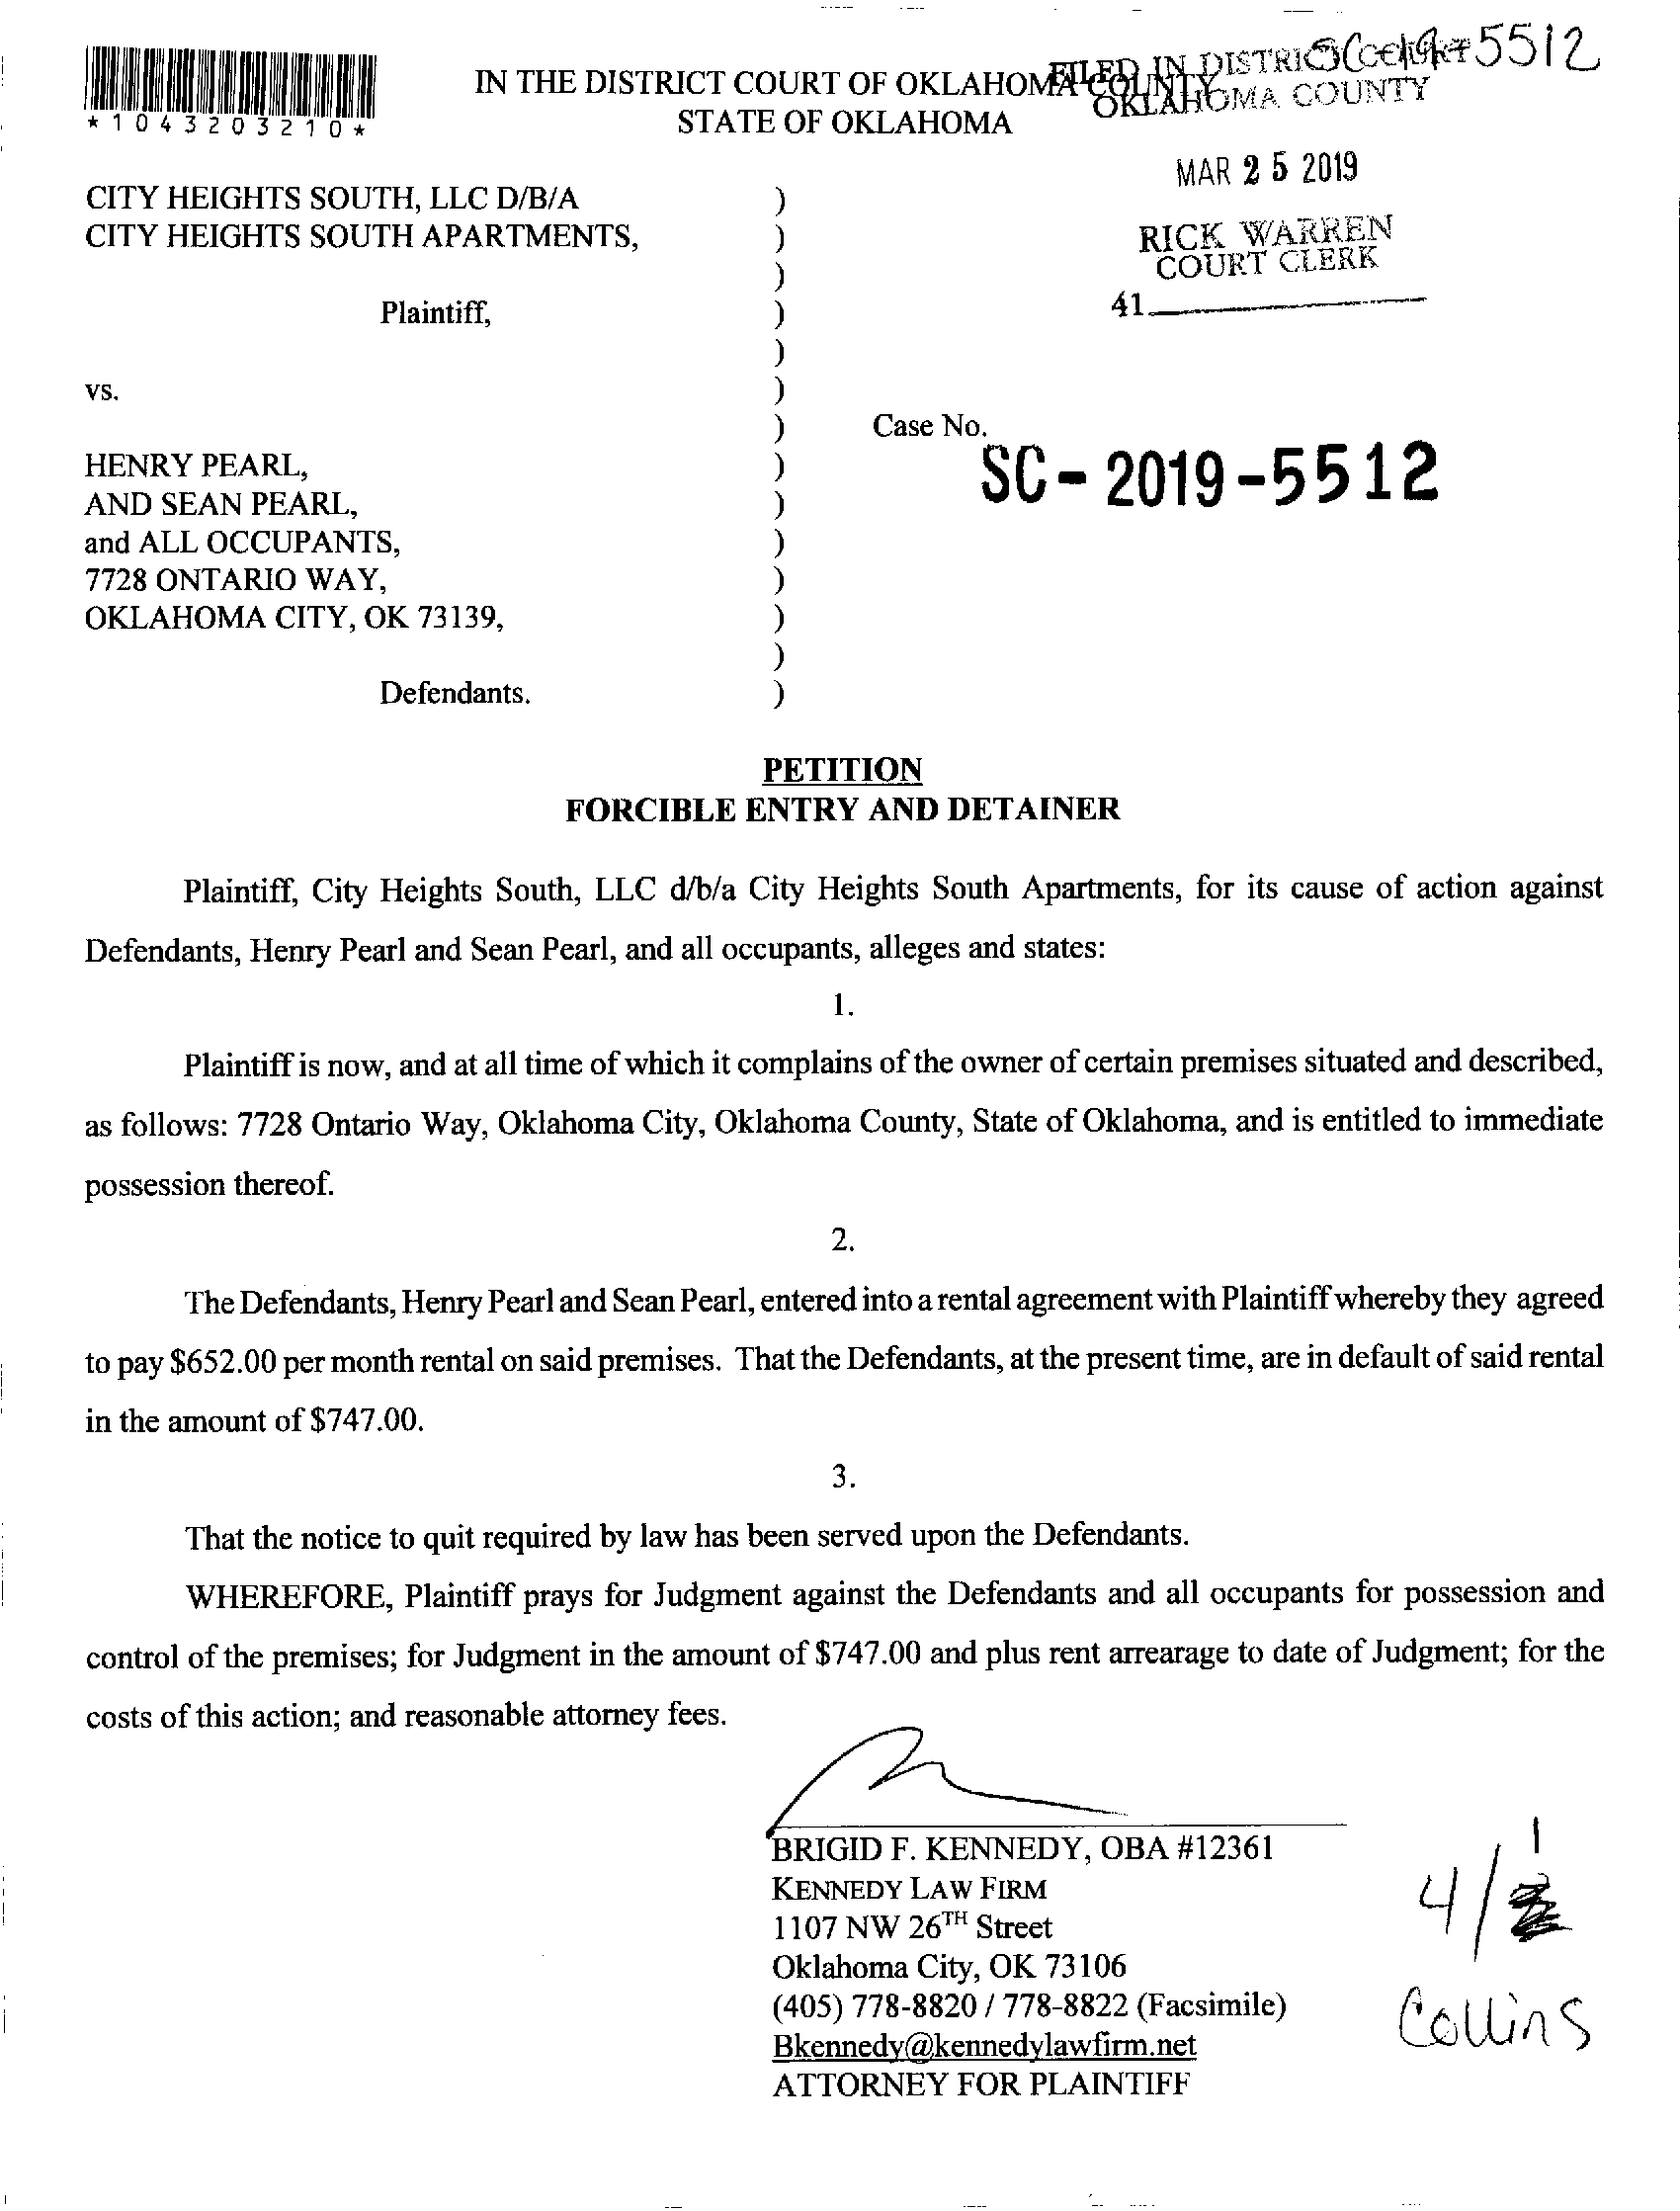 SC-19-5512
IN THE DISTRICT COURT OF OKLAHOMA COUNTY
STATE OF OKLAHOMA
*1043203210*
FILED IN DISTRICT COURT
OKLAHOMA COUNTY
MAR 25 2019
RICK WARREN
COURT CLERK
41
CITY HEIGHTS SOUTH, LLC D/B/A )
CITY HEIGHTS SOUTH APARTMENTS, )
)
Plaintiff, )
)
vs. )
) Case No.
HENRY PEARL, ) SC-2019-5512
AND SEAN PEARL, )
and ALL OCCUPANTS, )
7728 ONTARIO WAY, )
OKLAHOMA CITY, OK 73139, )
)
Defendants. )
PETITION
FORCIBLE ENTRY AND DETAINER
Plaintiff, City Heights South, LLC d/b/a City Heights South Apartments, for its cause of action against
Defendants, Henry Pearl and Sean Pearl, and all occupants, alleges and states:
1.
Plaintiff is now, and at all time of which it complains of the owner of certain premises situated and described,
as follows: 7728 Ontario Way, Oklahoma City, Oklahoma County, State of Oklahoma, and is entitled to immediate
possession thereof.
2.
The Defendants, Henry Pearl and Sean Pearl, entered into a rental agreement with Plaintiff whereby they agreed
to pay $652.00 per month rental on said premises. That the Defendants, at the present time, are in default of said rental
in the amount of $747.00.
3.
That the notice to quit required by law has been served upon the Defendants.
WHEREFORE, Plaintiff prays for Judgment against the Defendants and all occupants for possession and
control of the premises; for Judgment in the amount of $747.00 and plus rent arrearage to date of Judgment; for the
costs of this action; and reasonable attorney fees.
BRIGID F. KENNEDY, OBA #12361
KENNEDY LAW FIRM
1107 NW 26TH Street
Oklahoma City, OK 73106
(405) 778-8820 / 778-8822 (Facsimile)
Bkennedy@kennedylawfirm.net
ATTORNEY FOR PLAINTIFF
4/1
Collins